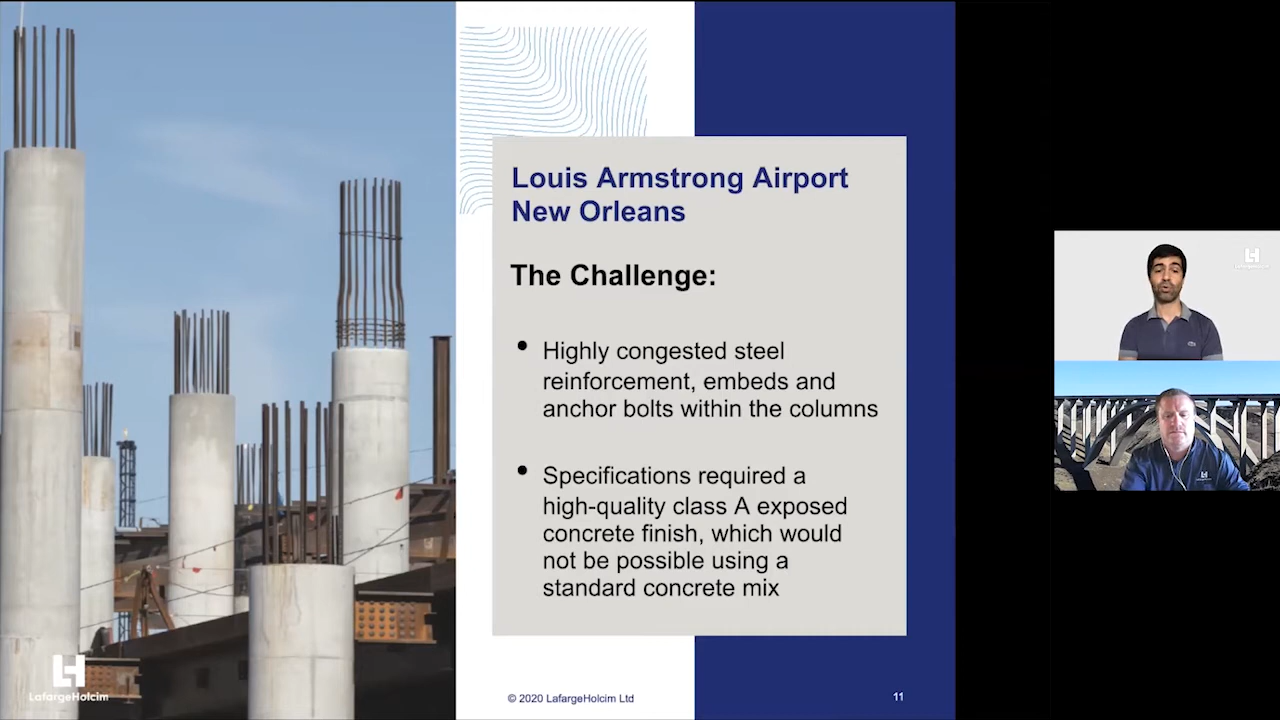 Louis Armstrong Airport
New Orleans
The Challenge:
• Highly congested steel
reinforcement, embeds and
anchor bolts within the columns
• Specifications required a
high-quality class A exposed
concrete finish, which would
not be possible using a
standard concrete mix
LafargeHolcim
© 2020 LafargeHolcim Ltd
11